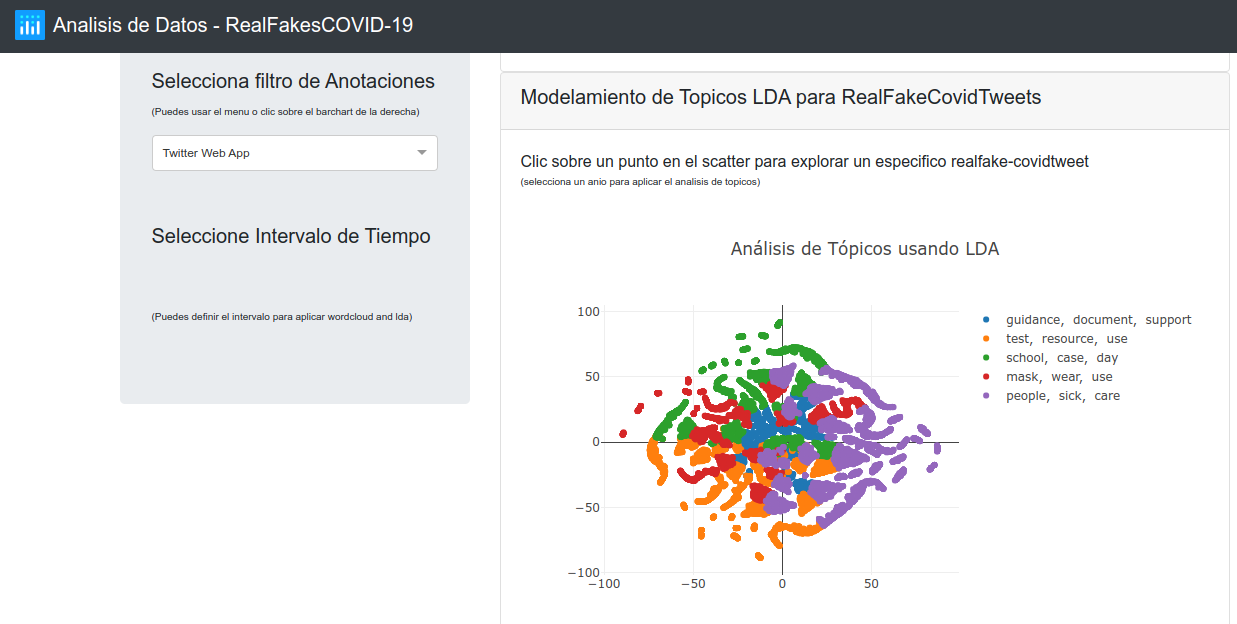 Analisis de Datos - RealFakesCOVID-19
Selecciona filtro de Anotaciones
(Puedes usar el menu o clic sobre el barchart de la derecha)
Twitter Web App
Seleccione Intervalo de Tiempo
(Puedes definir el intervalo para aplicar wordcloud and lda)
Modelamiento de Topicos LDA para RealFakeCovidTweets
Clic sobre un punto en el scatter para explorar un especifico realfake-covidtweet
(selecciona un anio para aplicar el analisis de topicos)
Análisis de Tópicos usando LDA
100
50
0
−50
−100
−100
−50
0
50
guidance, document, support
test, resource, use
school, case, day
mask, wear, use
people, sick, care